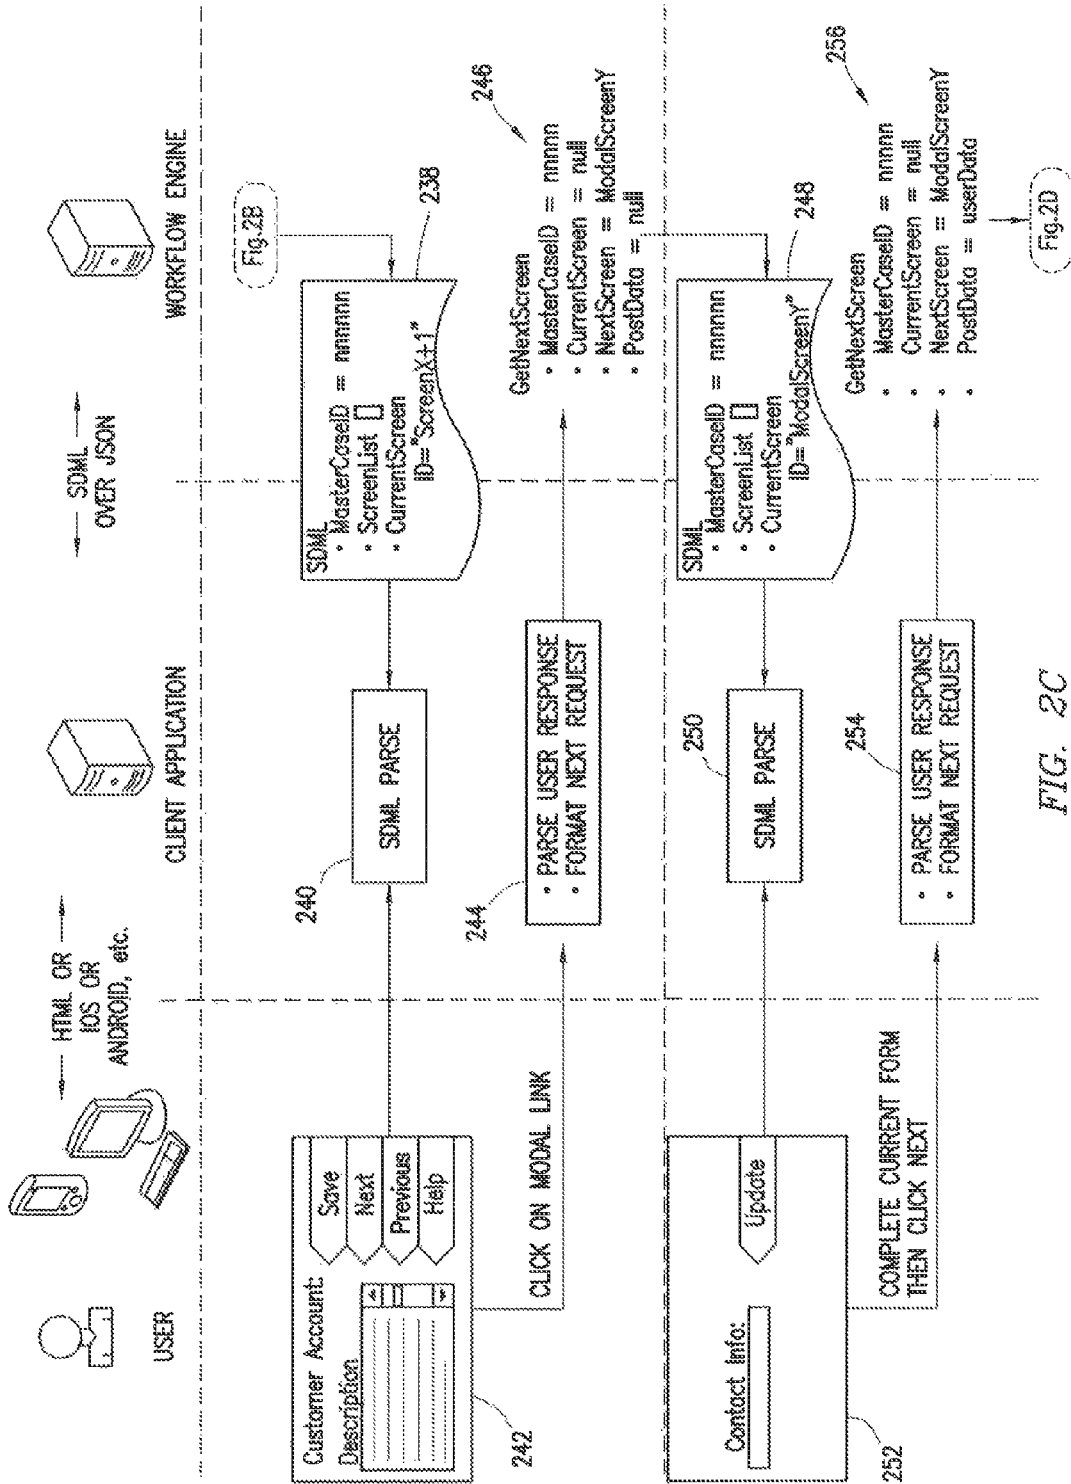 USER
HTML OR
IOS OR
ANDROID, etc.
CLIENT APPLICATION
SDML
OVER JSON
WORKFLOW ENGINE
Fig.2B
Customer Account:
Description
Save
Next
Previous
Help
242
240
SDML PARSE
SDML
• MasterCaseID = nnnnnn
• ScreenList []
• CurrentScreen
ID="ScreenX+1"
238
CLICK ON MODAL LINK
244
• PARSE USER RESPONSE
• FORMAT NEXT REQUEST
GetNextScreen
• MasterCaseID = nnnnn
• CurrentScreen = null
• NextScreen = ModalScreenY
• PostData = null
246
Contact Info:
Update
252
250
SDML PARSE
SDML
• MasterCaseID = nnnnnn
• ScreenList []
• CurrentScreen
ID="ModalScreenY"
248
COMPLETE CURRENT FORM
THEN CLICK NEXT
254
• PARSE USER RESPONSE
• FORMAT NEXT REQUEST
GetNextScreen
• MasterCaseID = nnnnn
• CurrentScreen = null
• NextScreen = ModalScreenY
• PostData = userData
256
Fig.2D
FIG. 2C